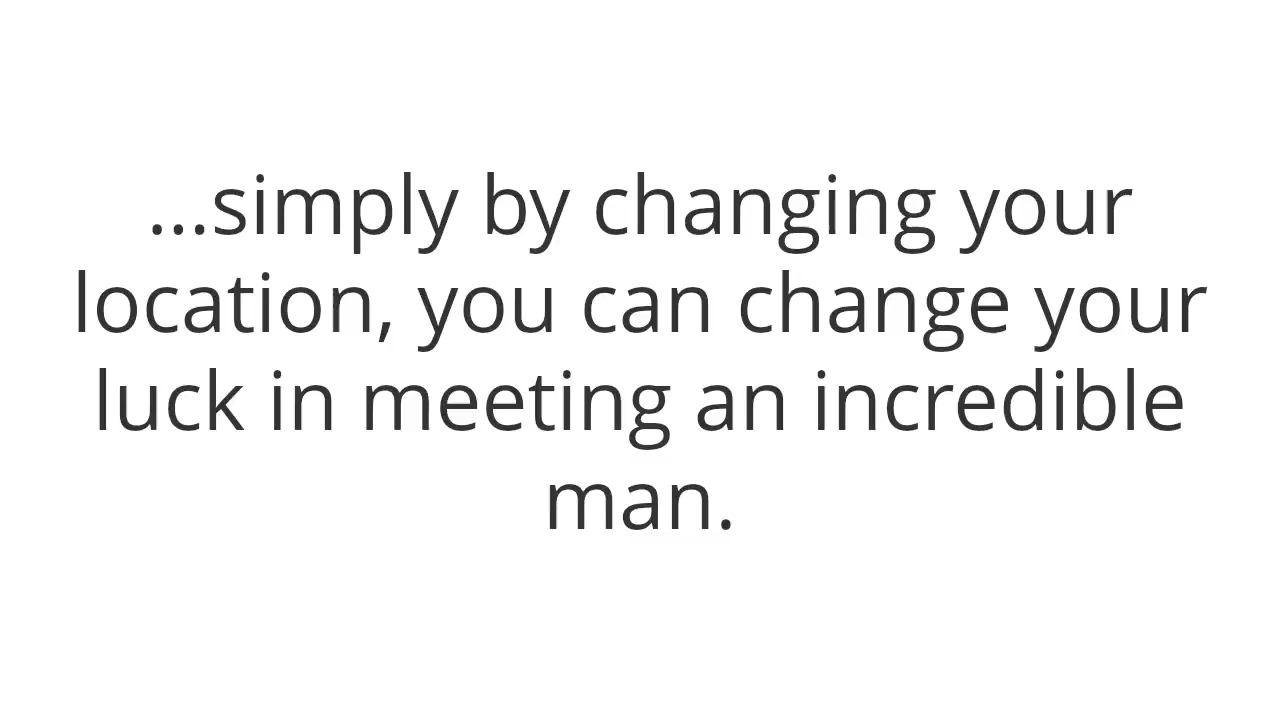 ...simply by changing your
location, you can change your
luck in meeting an incredible
man.